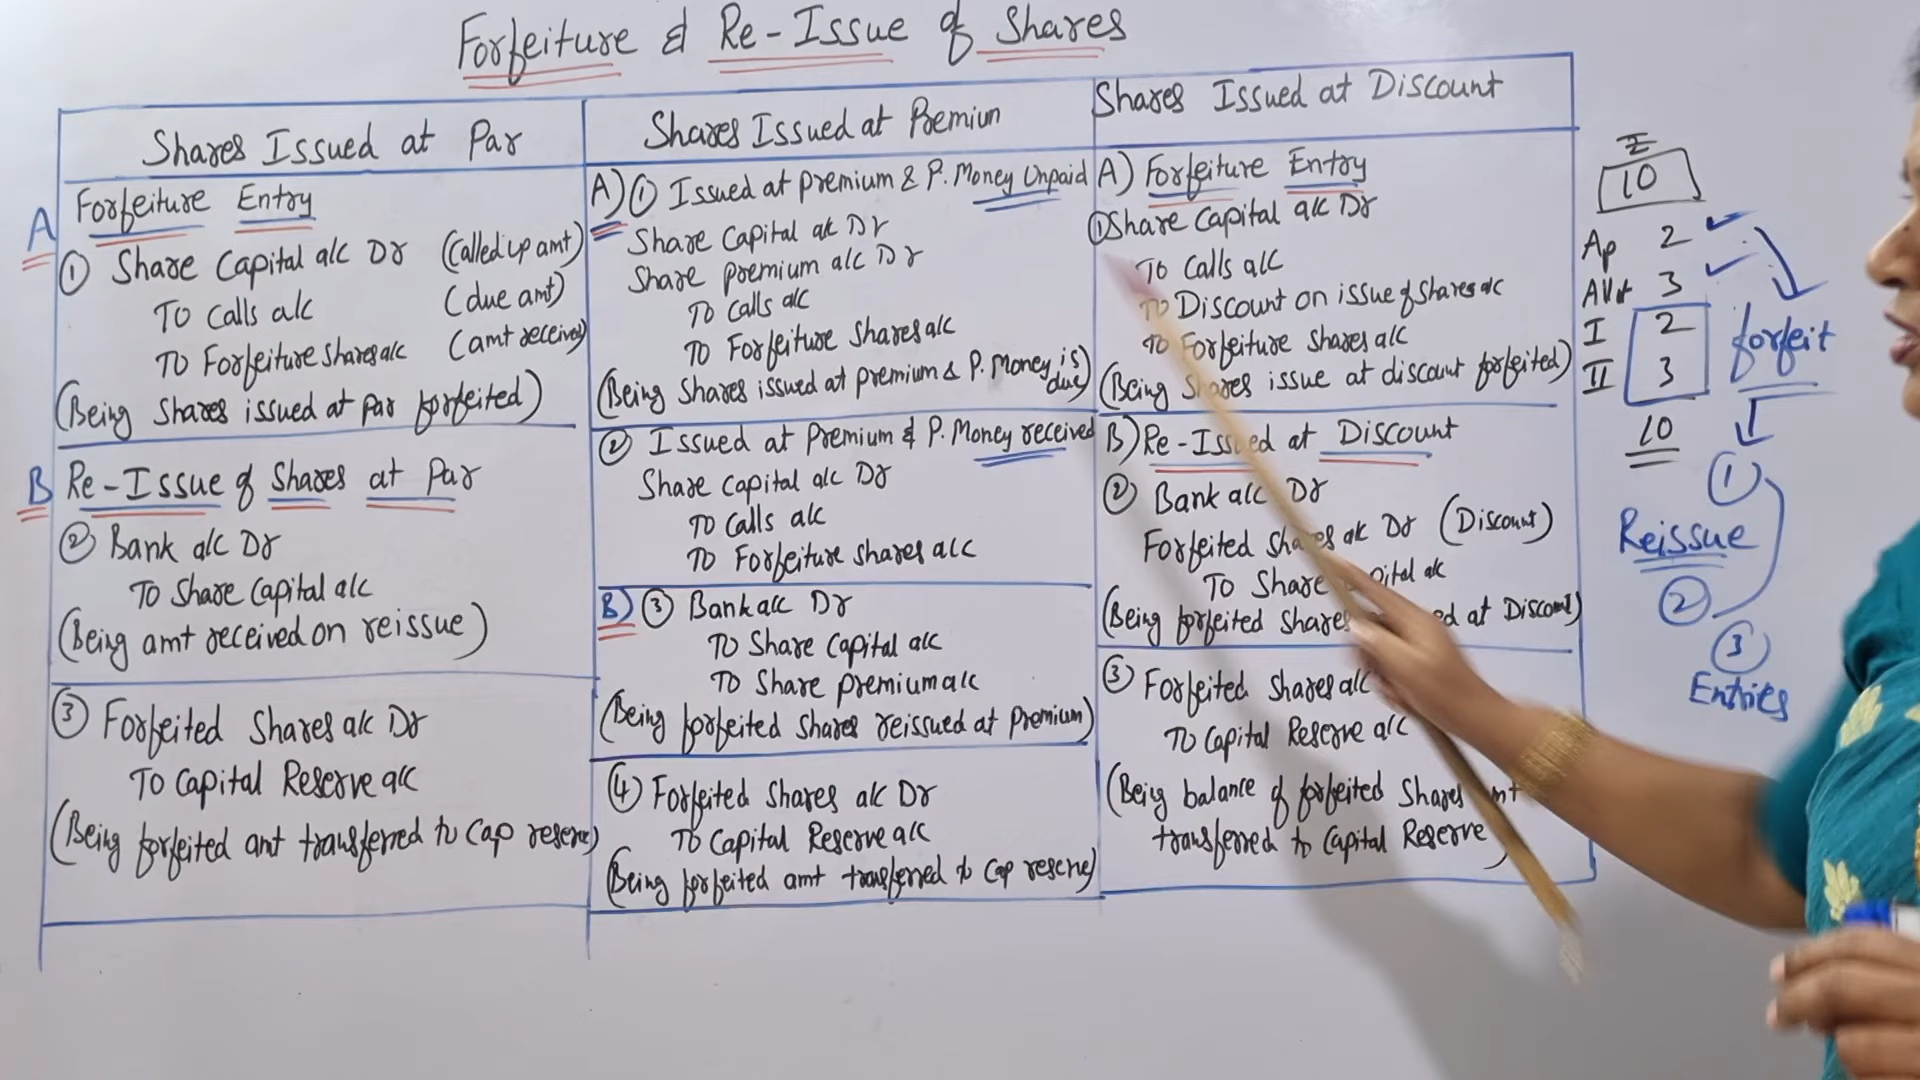 Forfeiture & Re-Issue of Shares
Shares Issued at Par
Forfeiture Entry
A
① Share Capital a/c Dr (Called up amt)
To Calls a/c (due amt)
To Forfeiture shares a/c (amt received)
(Being Shares issued at par forfeited)
B Re-Issue of Shares at Par
② Bank a/c Dr
To Share Capital a/c
(Being amt received on reissue)
③ Forfeited Shares a/c Dr
To Capital Reserve a/c
(Being forfeited amt transferred to Cap reserve)
Shares Issued at Premiun
A) ① Issued at premium & P. Money Unpaid
Share Capital a/c Dr
Share premium a/c Dr
To Calls a/c
To Forfeiture Shares a/c
(Being Shares issued at premium & P. Money is due)
② Issued at Premium & P. Money received
Share Capital a/c Dr
To Calls a/c
To Forfeiture shares a/c
B) ③ Bank a/c Dr
To Share Capital a/c
To Share premium a/c
(Being forfeited shares reissued at Premium)
④ Forfeited Shares a/c Dr
To Capital Reserve a/c
(Being forfeited amt transferred to Cap reserve)
Shares Issued at Discount
A) Forfeiture Entry
① Share Capital a/c Dr
To Calls a/c
To Discount on issue of shares a/c
To Forfeiture Shares a/c
(Being Shares issue at discount forfeited)
B) Re-Issued at Discount
② Bank a/c Dr
Forfeited Shares a/c Dr (Discount)
To Share a/c
(Being forfeited Shares at Discount)
③ Forfeited Shares a/c
To Capital Reserve a/c
(Being balance of forfeited Shares
transferred to Capital Reserve)
10
Ap 2
Allot 3
I 2
II 3
10
forfeit
①
Reissue
②
③
Entries